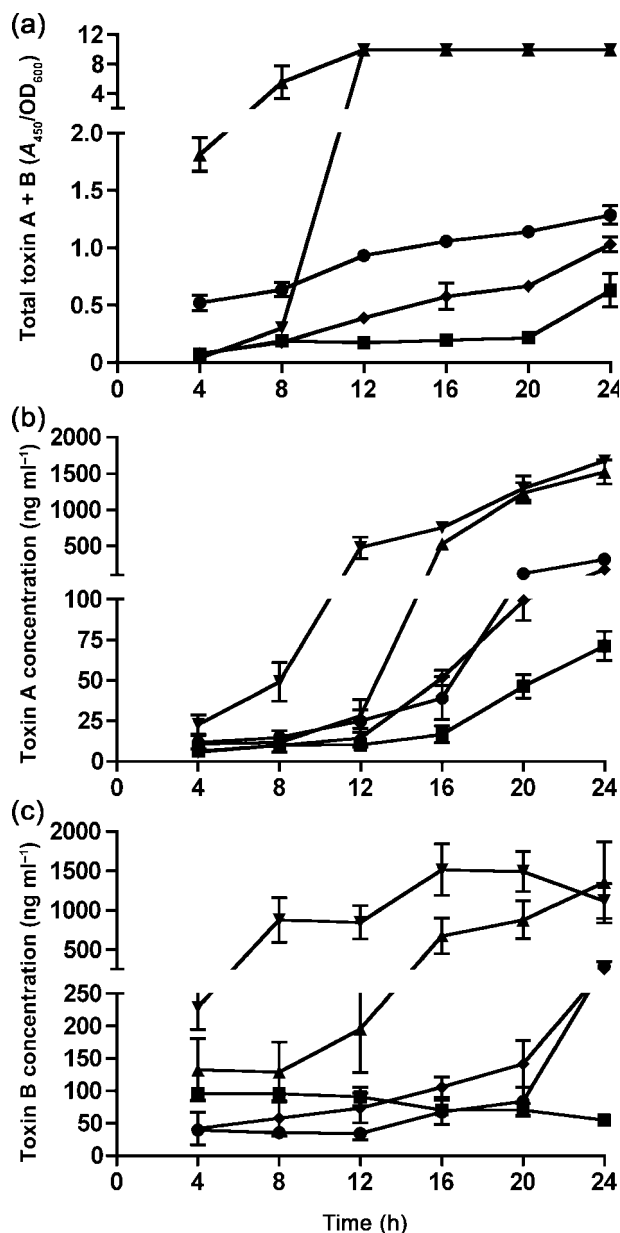 (a)
Total toxin A + B (A450/OD600)
12
8
4
2.0
1.5
1.0
0.5
0
0 4 8 12 16 20 24
(b)
Toxin A concentration (ng ml−1)
2000
1500
1000
500
100
75
50
25
0
0 4 8 12 16 20 24
(c)
Toxin B concentration (ng ml−1)
2000
1500
1000
500
250
200
150
100
50
0
0 4 8 12 16 20 24
Time (h)